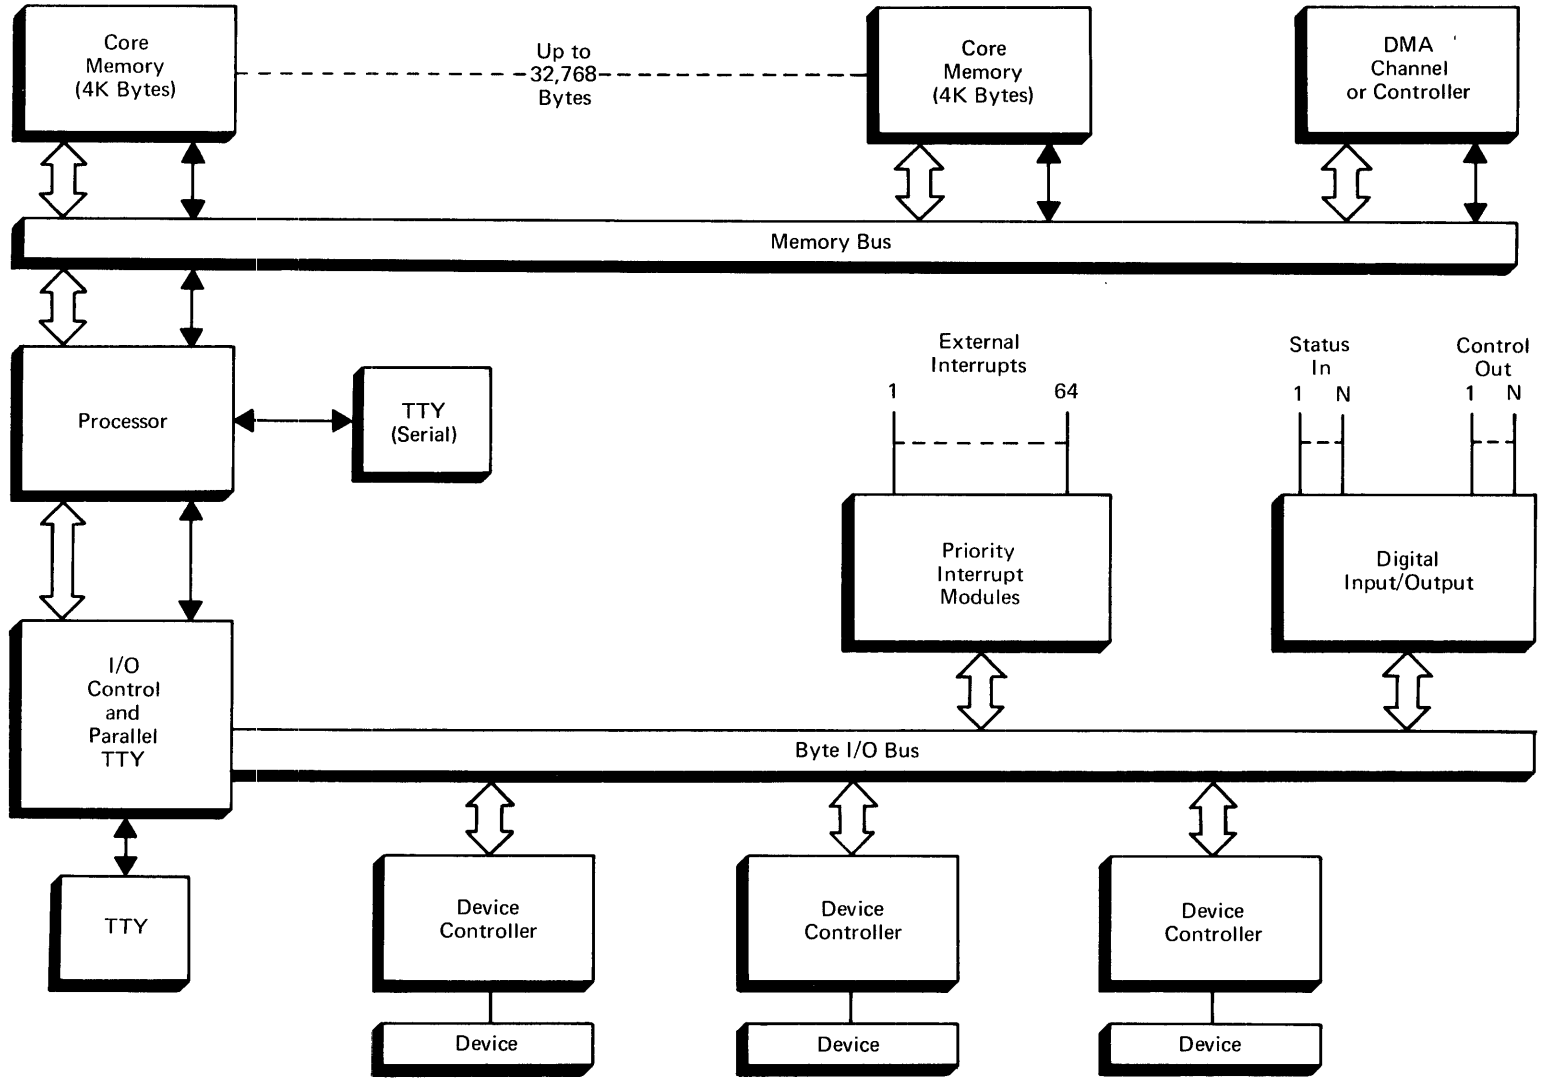 Core
Memory
(4K Bytes)
Up to
32,768
Bytes
Core
Memory
(4K Bytes)
DMA
Channel
or Controller
Memory Bus
Processor
TTY
(Serial)
External
Interrupts
1
64
Status
In
1 N
Control
Out
1 N
Priority
Interrupt
Modules
Digital
Input/Output
I/O
Control
and
Parallel
TTY
Byte I/O Bus
TTY
Device
Controller
Device
Controller
Device
Controller
Device
Device
Device